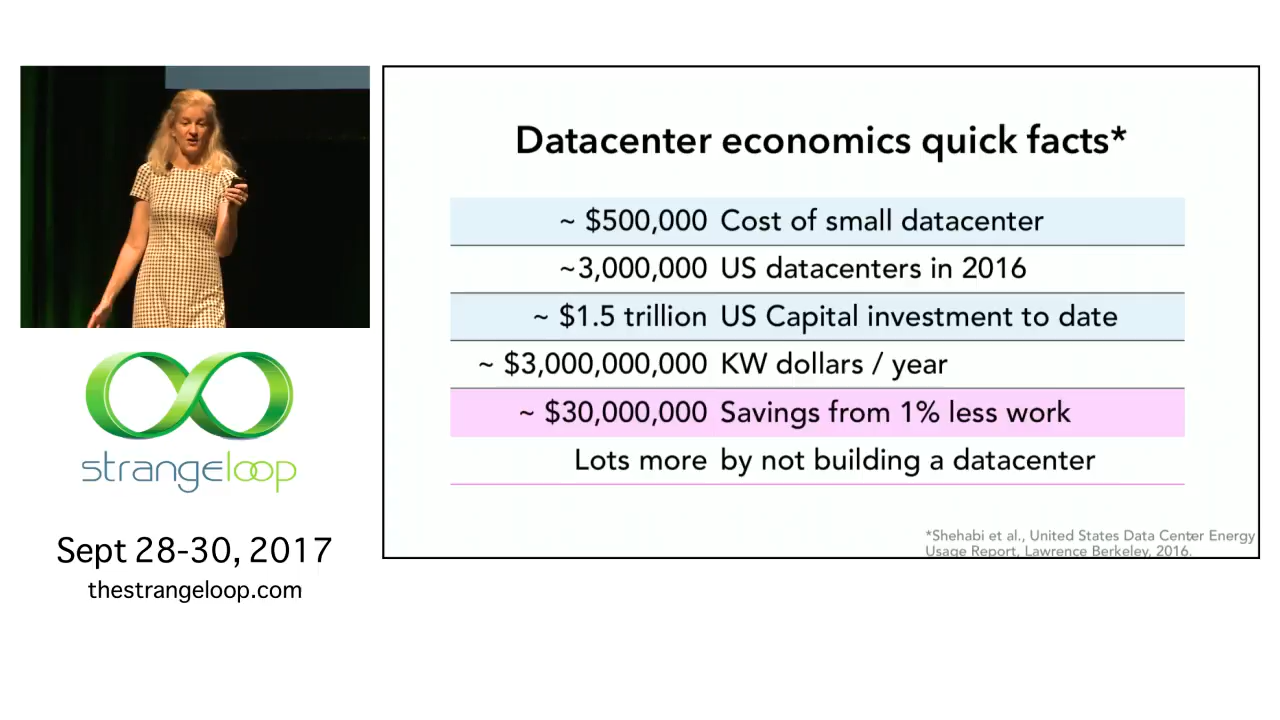 Datacenter economics quick facts*
~ $500,000 Cost of small datacenter
~3,000,000 US datacenters in 2016
~ $1.5 trillion US Capital investment to date
~ $3,000,000,000 KW dollars / year
~ $30,000,000 Savings from 1% less work
Lots more by not building a datacenter
*Shehabi et al., United States Data Center Energy
Usage Report, Lawrence Berkeley, 2016.
strangeloop
Sept 28-30, 2017
thestrangeloop.com